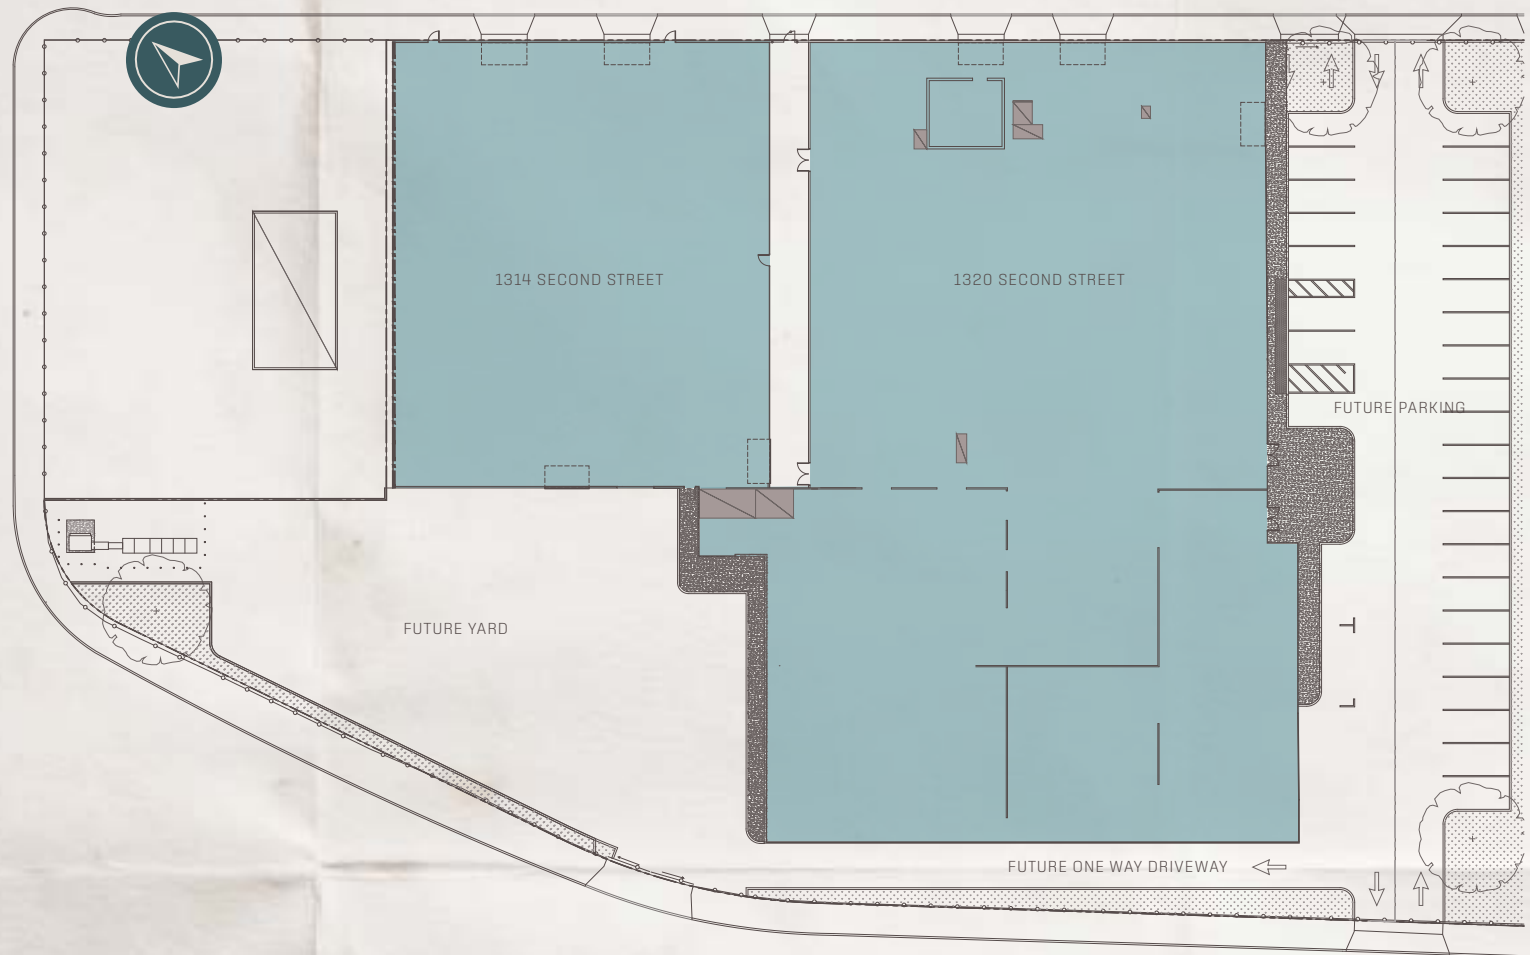 1314 SECOND STREET
1320 SECOND STREET
FUTURE PARKING
FUTURE YARD
FUTURE ONE WAY DRIVEWAY